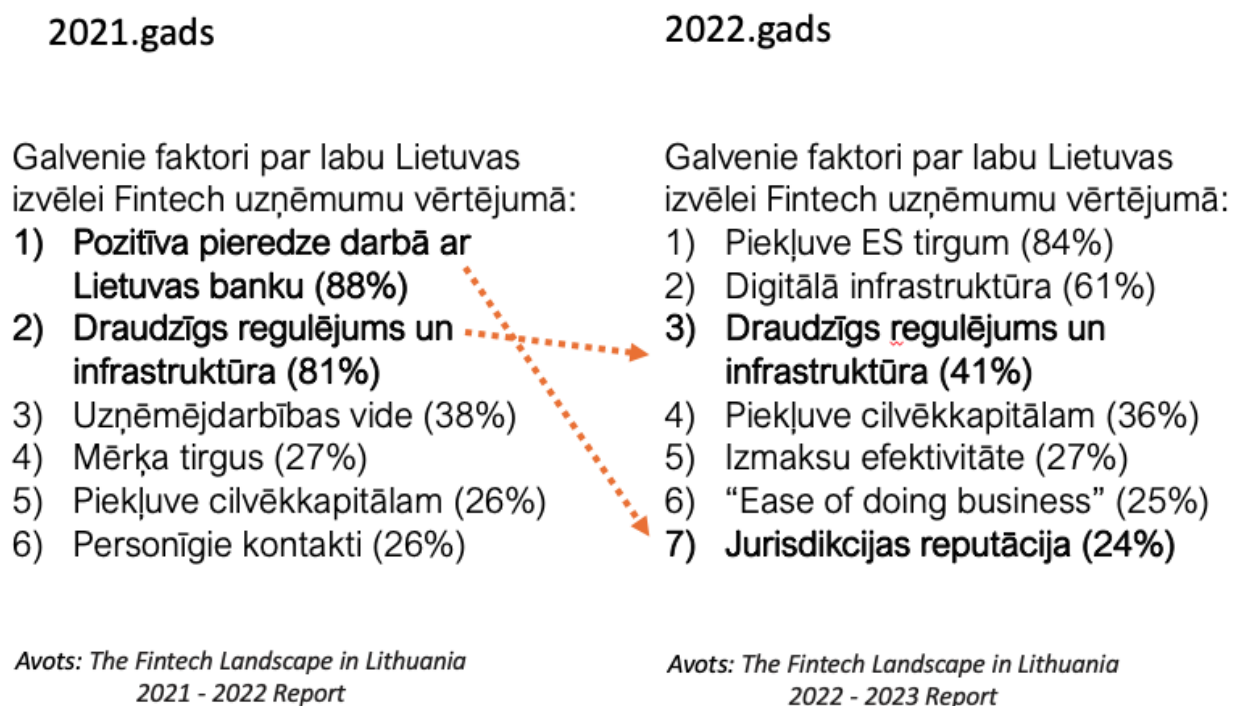 2021.gads
Galvenie faktori par labu Lietuvas
izvēlei Fintech uzņēmumu vērtējumā:
1) Pozitīva pieredze darbā ar
Lietuvas banku (88%)
2) Draudzīgs regulējums un
infrastruktūra (81%)
3) Uzņēmējdarbības vide (38%)
4) Mērķa tirgus (27%)
5) Piekļuve cilvēkkapitālam (26%)
6) Personīgie kontakti (26%)
Avots: The Fintech Landscape in Lithuania
2021 - 2022 Report
2022.gads
Galvenie faktori par labu Lietuvas
izvēlei Fintech uzņēmumu vērtējumā:
1) Piekļuve ES tirgum (84%)
2) Digitālā infrastruktūra (61%)
3) Draudzīgs regulējums un
infrastruktūra (41%)
4) Piekļuve cilvēkkapitālam (36%)
5) Izmaksu efektivitāte (27%)
6) “Ease of doing business” (25%)
7) Jurisdikcijas reputācija (24%)
Avots: The Fintech Landscape in Lithuania
2022 - 2023 Report